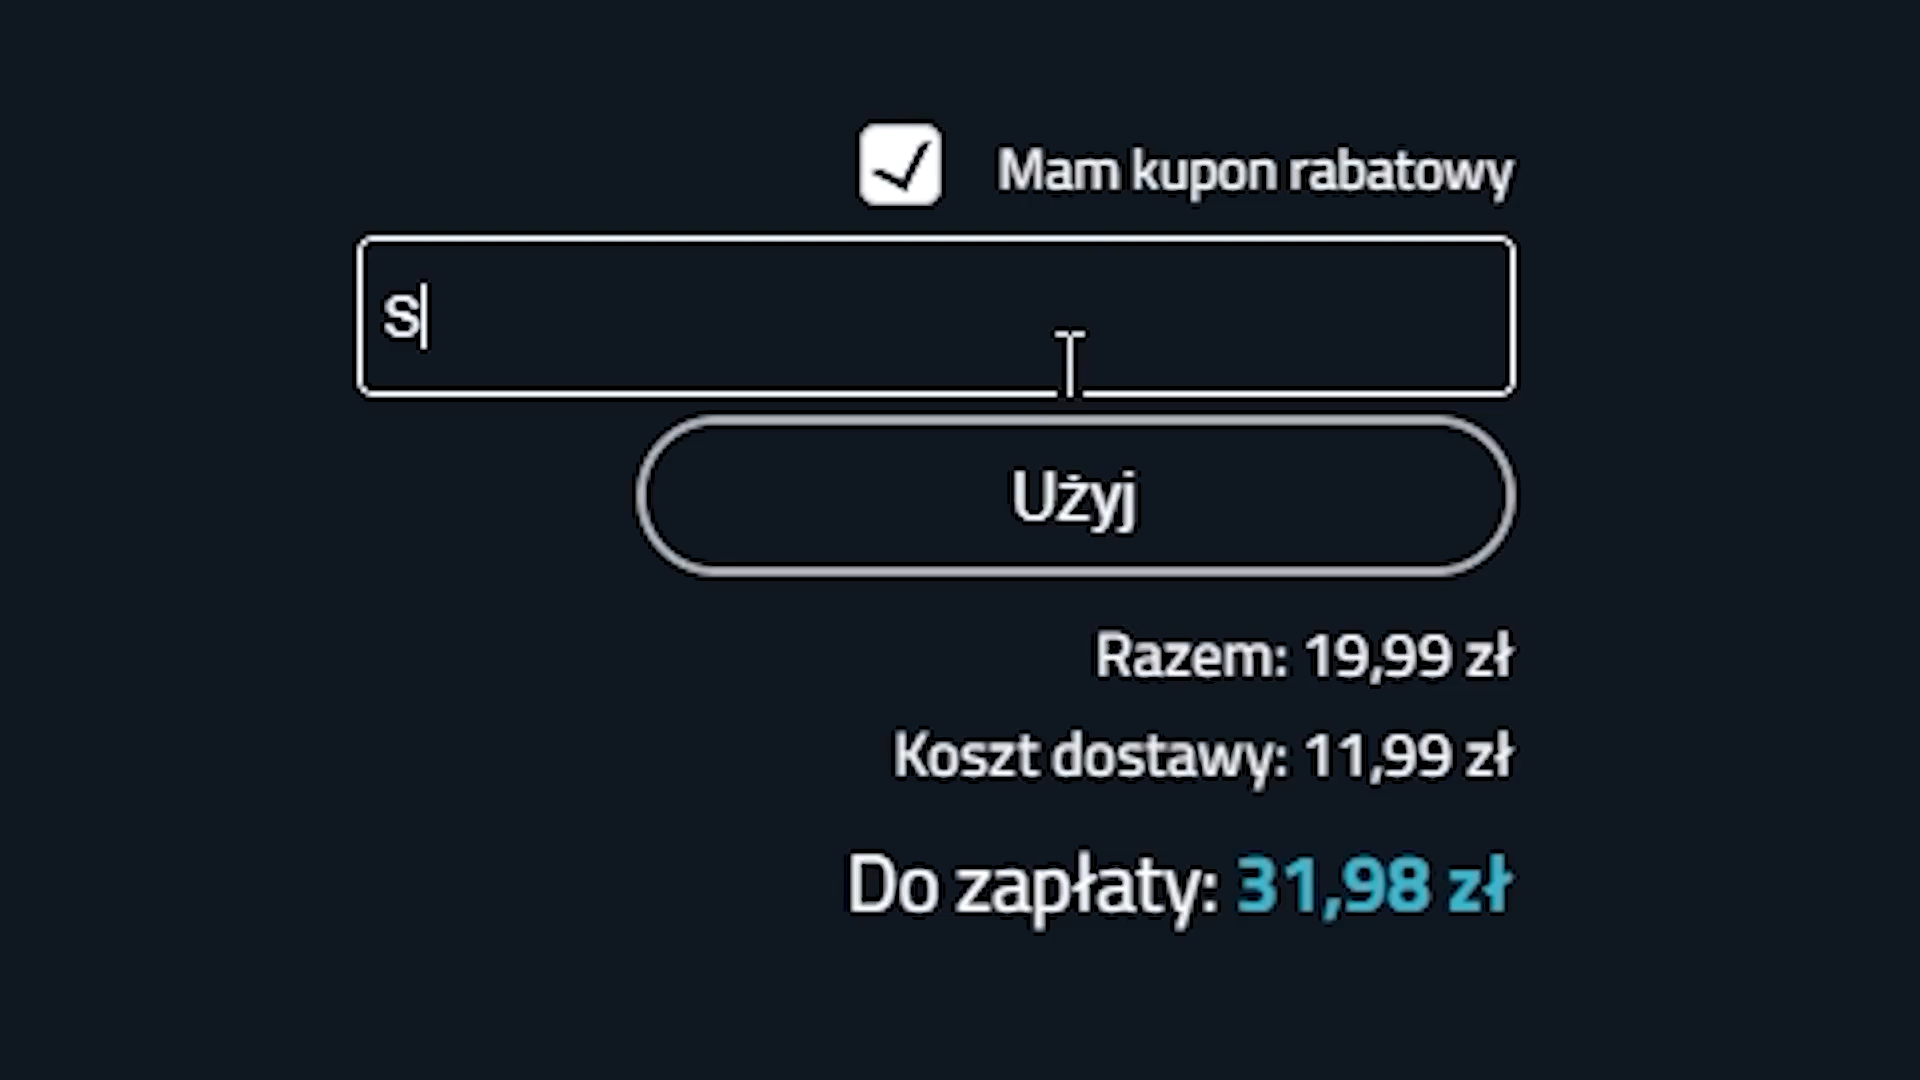 Mam kupon rabatowy
s
Użyj
Razem: 19,99 zł
Koszt dostawy: 11,99 zł
Do zapłaty: 31,98 zł